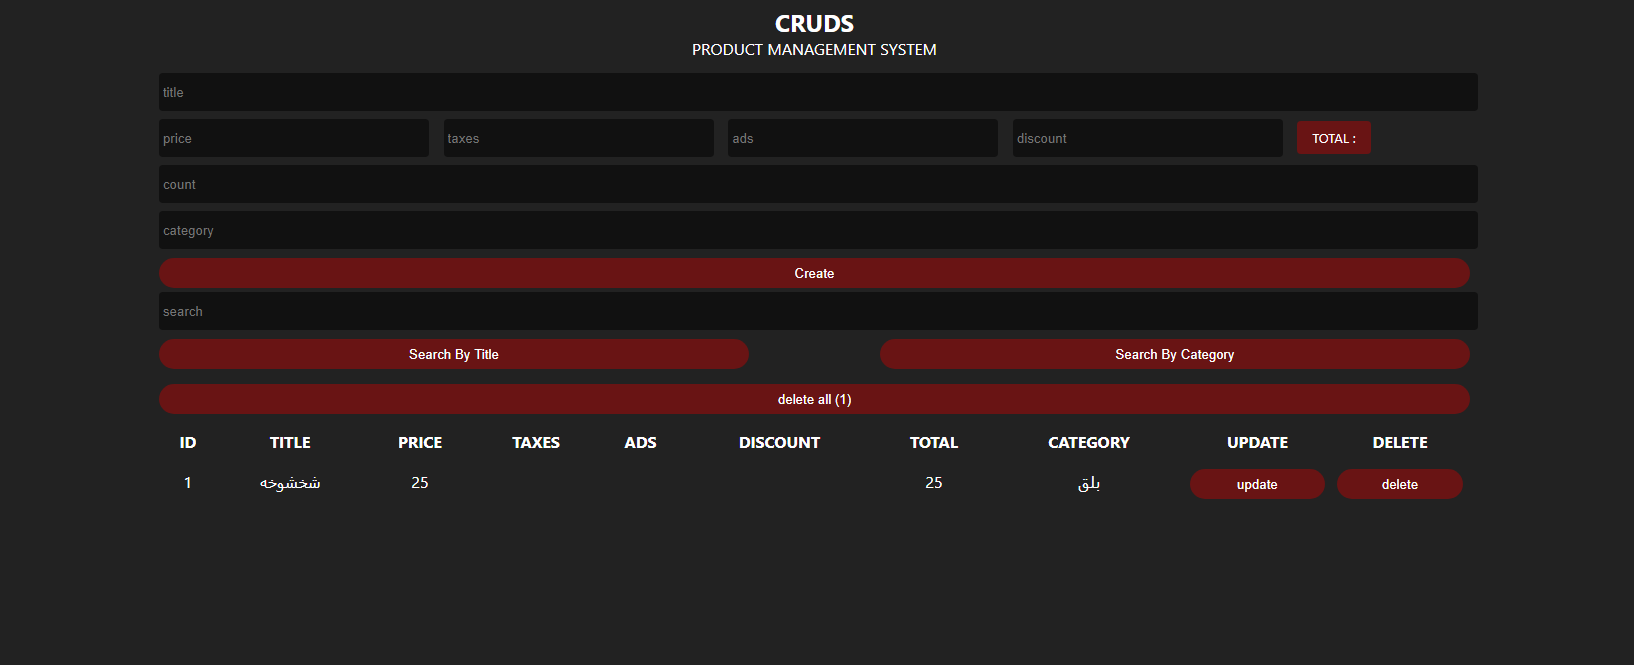 CRUDS
PRODUCT MANAGEMENT SYSTEM
title
price taxes ads discount TOTAL :
count
category
Create
search
Search By Title Search By Category
delete all (1)
ID TITLE PRICE TAXES ADS DISCOUNT TOTAL CATEGORY UPDATE DELETE
1 شخشوخه 25 25 بلق update delete